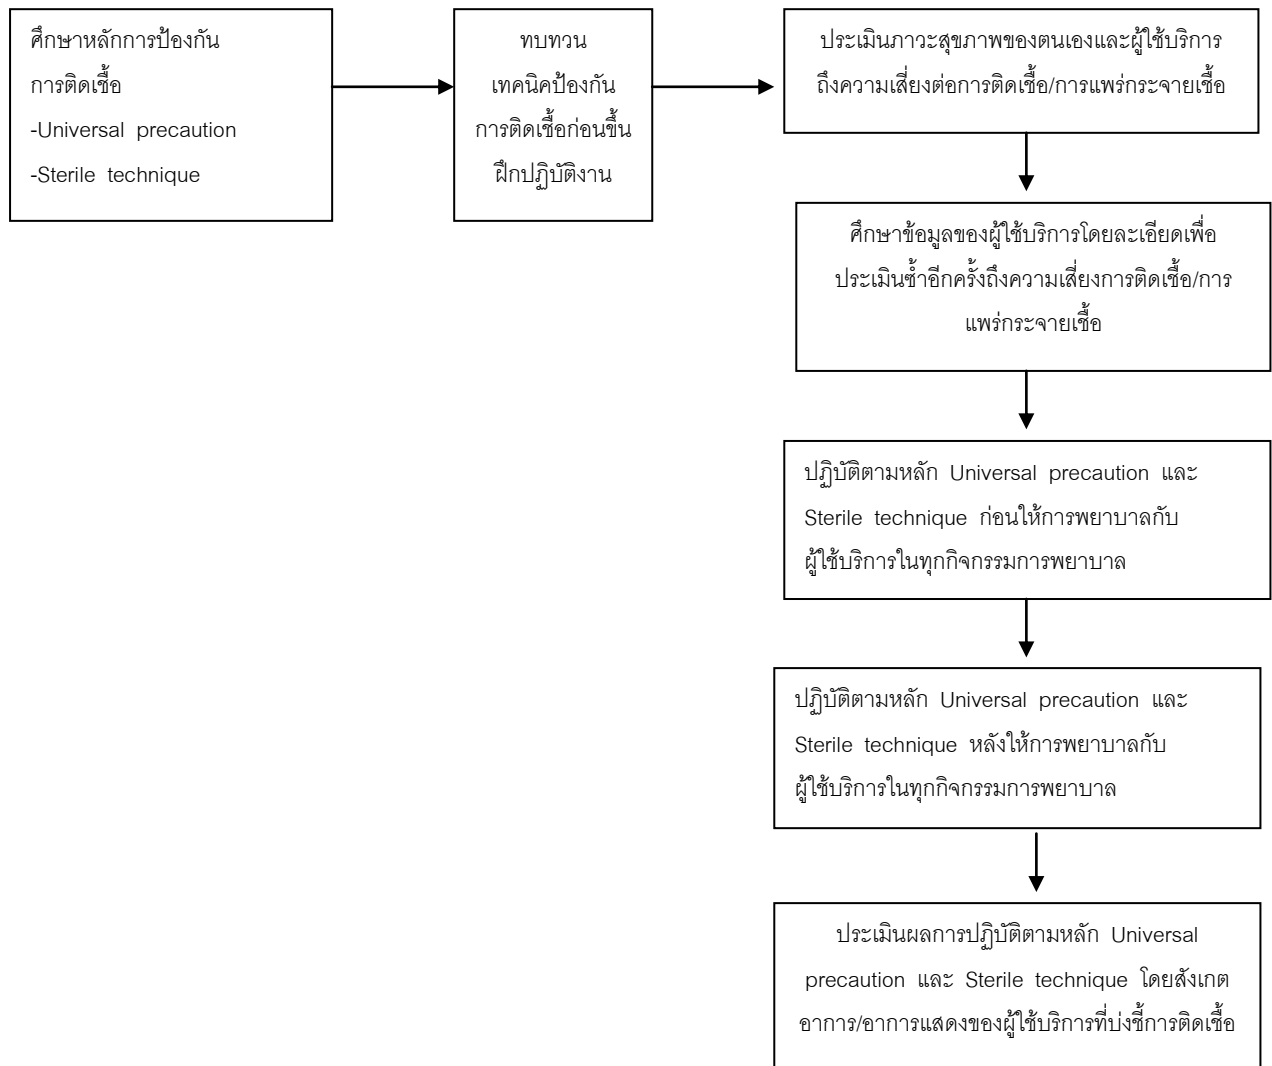 ศึกษาหลักการป้องกัน
การติดเชื้อ
-Universal precaution
-Sterile technique
ทบทวน
เทคนิคป้องกัน
การติดเชื้อก่อนขึ้น
ฝึกปฏิบัติงาน
ประเมินภาวะสุขภาพของตนเองและผู้ใช้บริการ
ถึงความเสี่ยงต่อการติดเชื้อ/การแพร่กระจายเชื้อ
ศึกษาข้อมูลของผู้ใช้บริการโดยละเอียดเพื่อ
ประเมินซ้ำอีกครั้งถึงความเสี่ยงการติดเชื้อ/การ
แพร่กระจายเชื้อ
ปฏิบัติตามหลัก Universal precaution และ
Sterile technique ก่อนให้การพยาบาลกับ
ผู้ใช้บริการในทุกกิจกรรมการพยาบาล
ปฏิบัติตามหลัก Universal precaution และ
Sterile technique หลังให้การพยาบาลกับ
ผู้ใช้บริการในทุกกิจกรรมการพยาบาล
ประเมินผลการปฏิบัติตามหลัก Universal
precaution และ Sterile technique โดยสังเกต
อาการ/อาการแสดงของผู้ใช้บริการที่บ่งชี้การติดเชื้อ